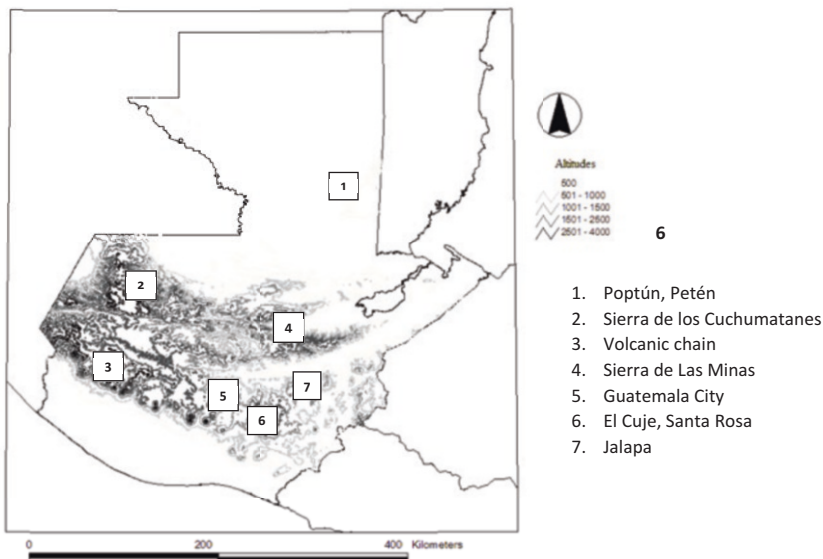 1
2
3
4
5
6
7
Altitudes
500
501 - 1000
1001 - 1500
1501 - 2500
2501 - 4000
6
1. Poptún, Petén
2. Sierra de los Cuchumatanes
3. Volcanic chain
4. Sierra de Las Minas
5. Guatemala City
6. El Cuje, Santa Rosa
7. Jalapa
0 200 400 Kilometers